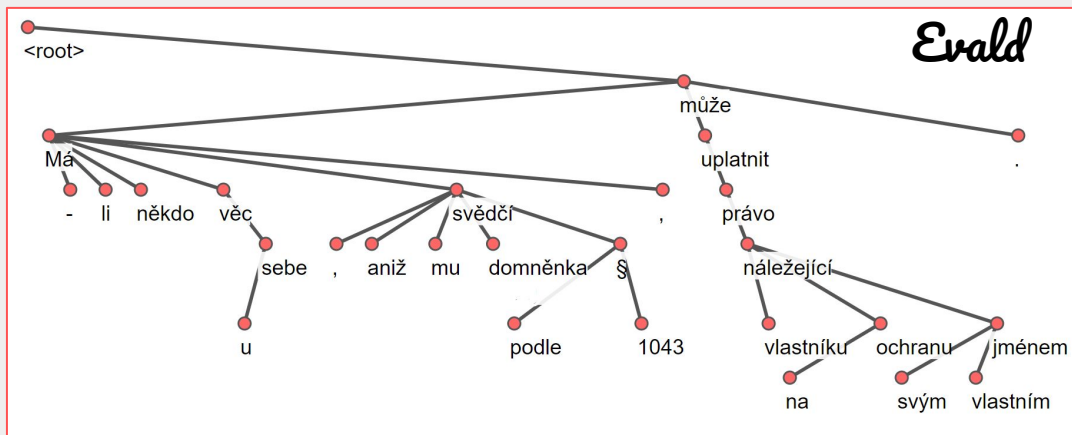 Evald
<root>
může
Má
uplatnit
.
- li někdo věc svědčí , právo
sebe , aniž mu domněnka § náležející
u podle 1043 vlastníku ochranu jménem
na svým vlastním